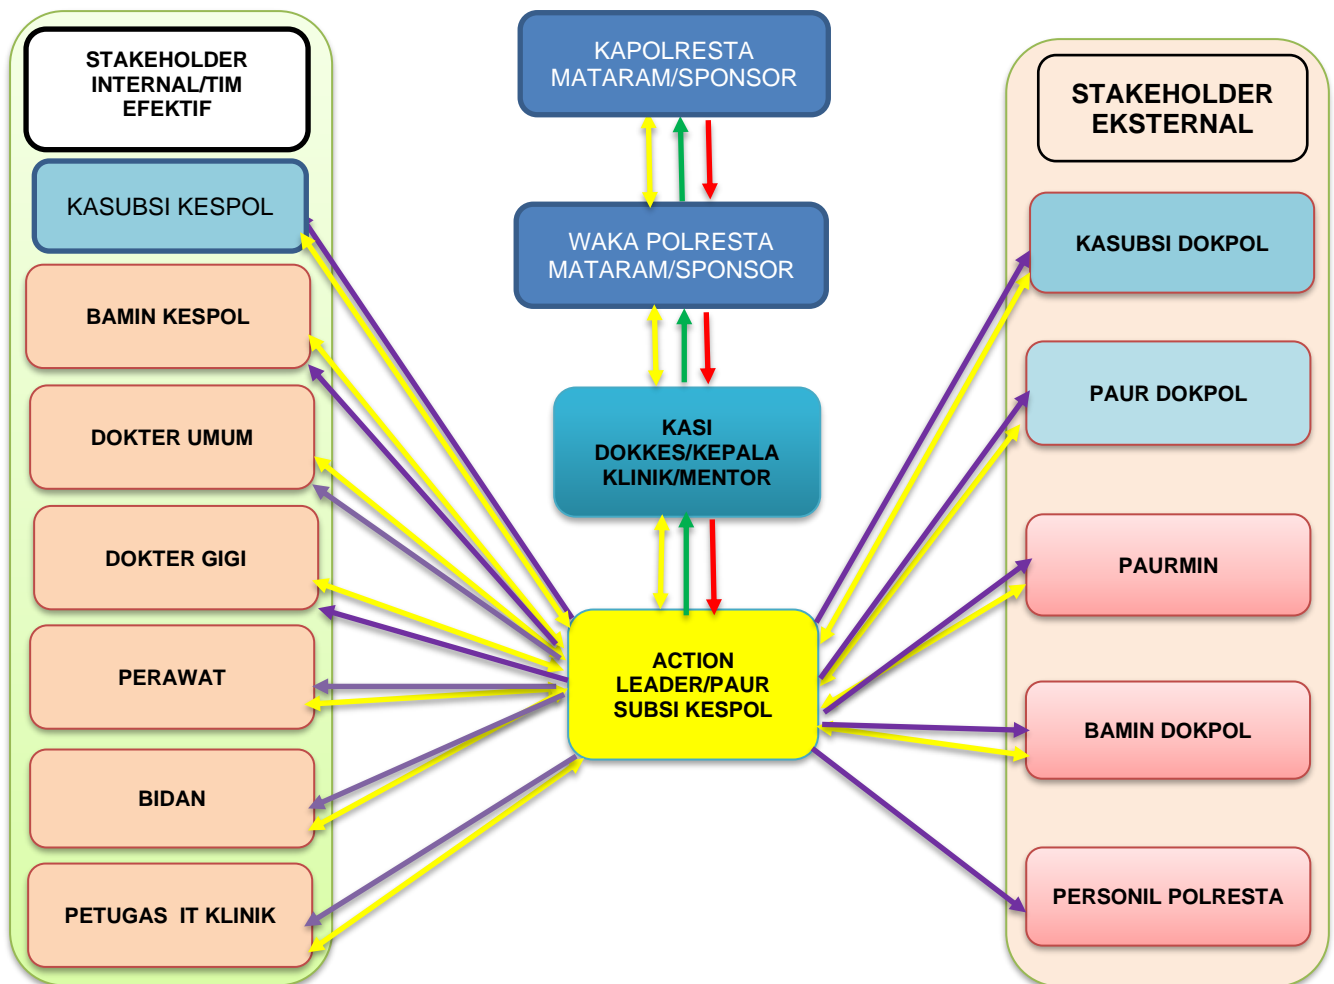 STAKEHOLDER
INTERNAL/TIM
EFEKTIF
KASUBSI KESPOL
BAMIN KESPOL
DOKTER UMUM
DOKTER GIGI
PERAWAT
BIDAN
PETUGAS IT KLINIK
KAPOLRESTA
MATARAM/SPONSOR
WAKA POLRESTA
MATARAM/SPONSOR
KASI
DOKKES/KEPALA
KLINIK/MENTOR
ACTION
LEADER/PAUR
SUBSI KESPOL
STAKEHOLDER
EKSTERNAL
KASUBSI DOKPOL
PAUR DOKPOL
PAURMIN
BAMIN DOKPOL
PERSONIL POLRESTA